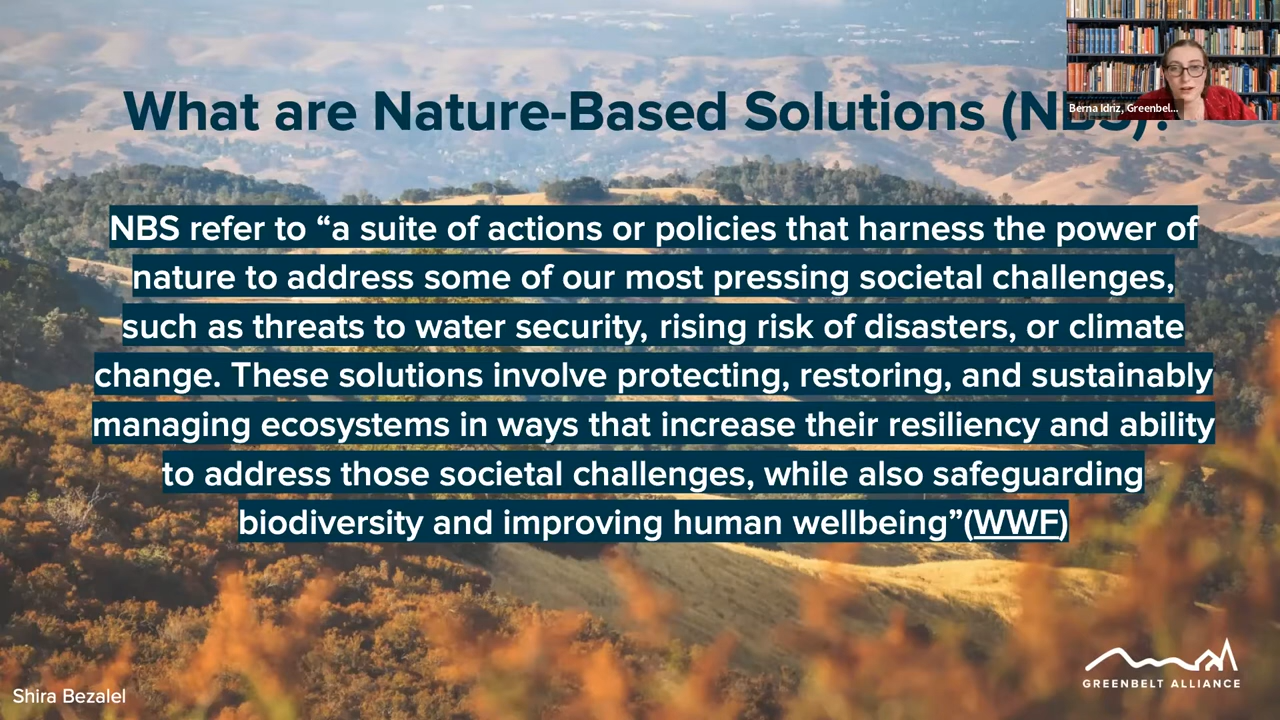 What are Nature-Based Solutions (NBS)?
Berna Idriz, Greenbel...
NBS refer to “a suite of actions or policies that harness the power of
nature to address some of our most pressing societal challenges,
such as threats to water security, rising risk of disasters, or climate
change. These solutions involve protecting, restoring, and sustainably
managing ecosystems in ways that increase their resiliency and ability
to address those societal challenges, while also safeguarding
biodiversity and improving human wellbeing”(WWF)
GREENBELT ALLIANCE
Shira Bezalel